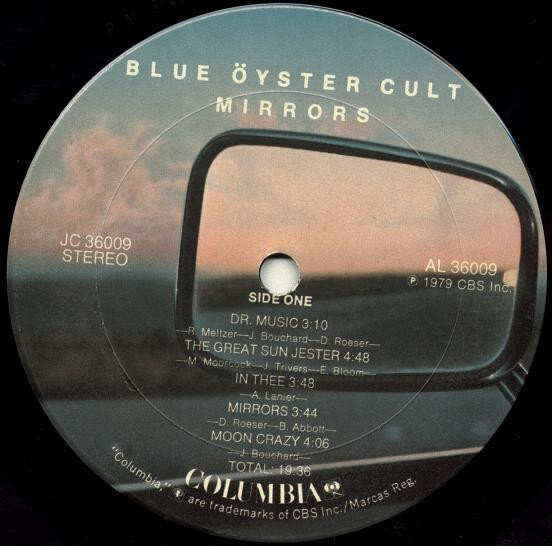 BLUE ÖYSTER CULT
MIRRORS
JC 36009
STEREO
AL 36009
Ⓟ 1979 CBS Inc.
SIDE ONE
DR. MUSIC 3:10
—R. Meltzer—J. Bouchard—D. Roeser—
THE GREAT SUN JESTER 4:48
—M. Moorcock—J. Trivers—E. Bloom—
IN THEE 3:48
—A. Lanier—
MIRRORS 3:44
—D. Roeser—B. Abbott—
MOON CRAZY 4:06
—J. Bouchard—
TOTAL: 19:36
COLUMBIA
"Columbia," are trademarks of CBS Inc./Marcas Reg.